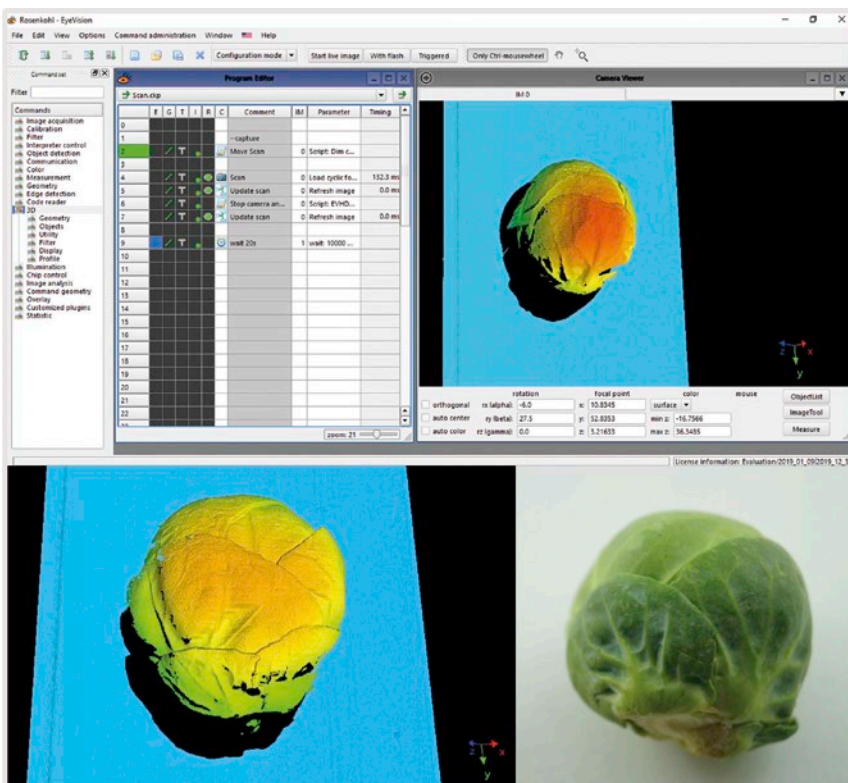 Rosenkohl - EyeVision
File Edit View Options Command administration Window Help
Configuration mode Start live image With flash Triggered Only Ctrl-mousewheel
Command set
Filter
Commands
Image acquisition
Calibration
Filter
Interpreter control
Object detection
Communication
Color
Measurement
Geometry
Edge detection
Code reader
3D
Geometry
Objects
Utility
Filter
Display
Profile
Illumination
Chip control
Image analysis
Command geometry
Overlay
Customized plugins
Statistic
Program Editor
Scan.ckp
E G T I R C Comment IM Parameter Timing
0
1 --capture
2 Move Scan 0 Script: Dim c...
3
4 Scan 0 Load cyclic fo... 132.3 ms
5 Update scan 0 Refresh image 0.0 ms
6 Stop camera an... 0 Script: EVHD...
7 Update scan 0 Refresh image 0.0 ms
8
9 wait 20s 1 wait: 10000 ...
10
11
12
13
14
15
16
17
18
19
20
21
22
zoom: 21
Camera Viewer
IM 0
z x
y
rotation focal point color mouse
orthogonal rx (alpha): -6.0 x: 10.8345 surface ObjectList
auto center ry (beta): 27.5 y: 52.8353 min z: -16.7566 ImageTool
auto color rz (gamma): 0.0 z: 5.21633 max z: 36.3485 Measure
License information: Evaluation/2019_01_09/2019_12_3
z x
y